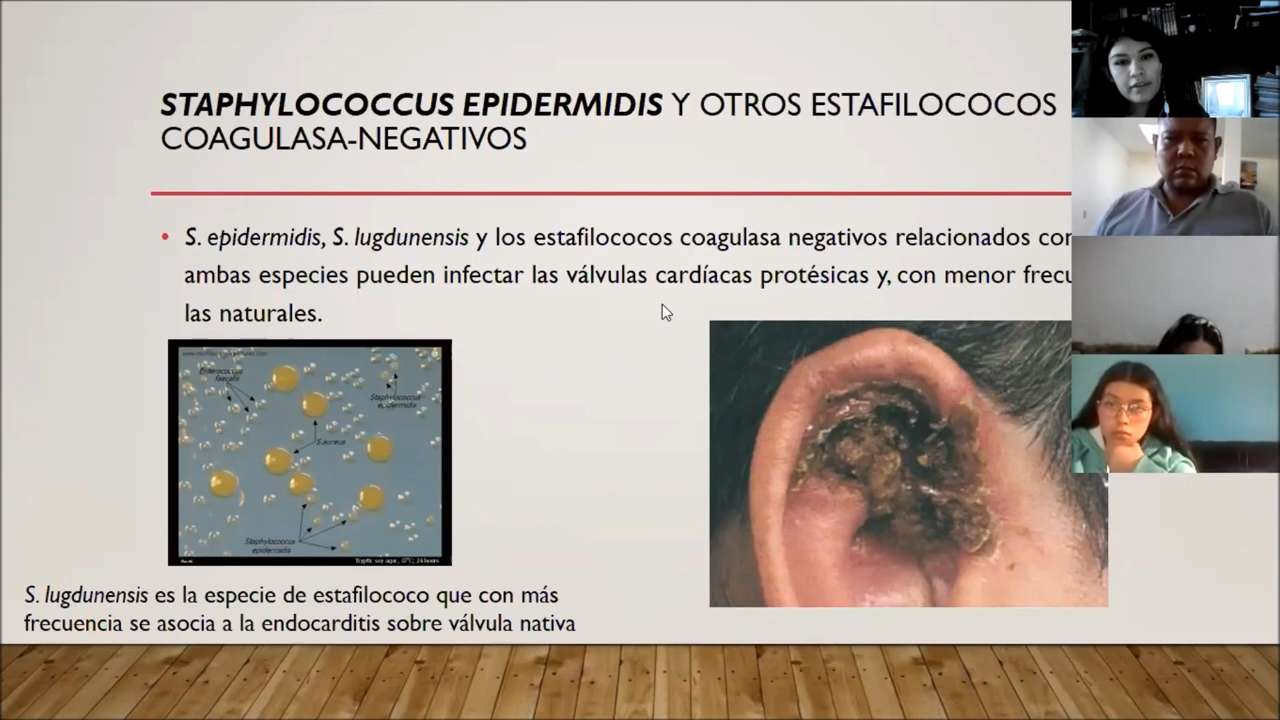 STAPHYLOCOCCUS EPIDERMIDIS Y OTROS ESTAFILOCOCOS
COAGULASA-NEGATIVOS
• S. epidermidis, S. lugdunensis y los estafilococos coagulasa negativos relacionados con
ambas especies pueden infectar las válvulas cardíacas protésicas y, con menor frecu
las naturales.
Enterococcus
faecalis
Staphylococcus
epidermidis
S.aureus
Staphylococcus
epidermidis
24 hours
S. lugdunensis es la especie de estafilococo que con más
frecuencia se asocia a la endocarditis sobre válvula nativa